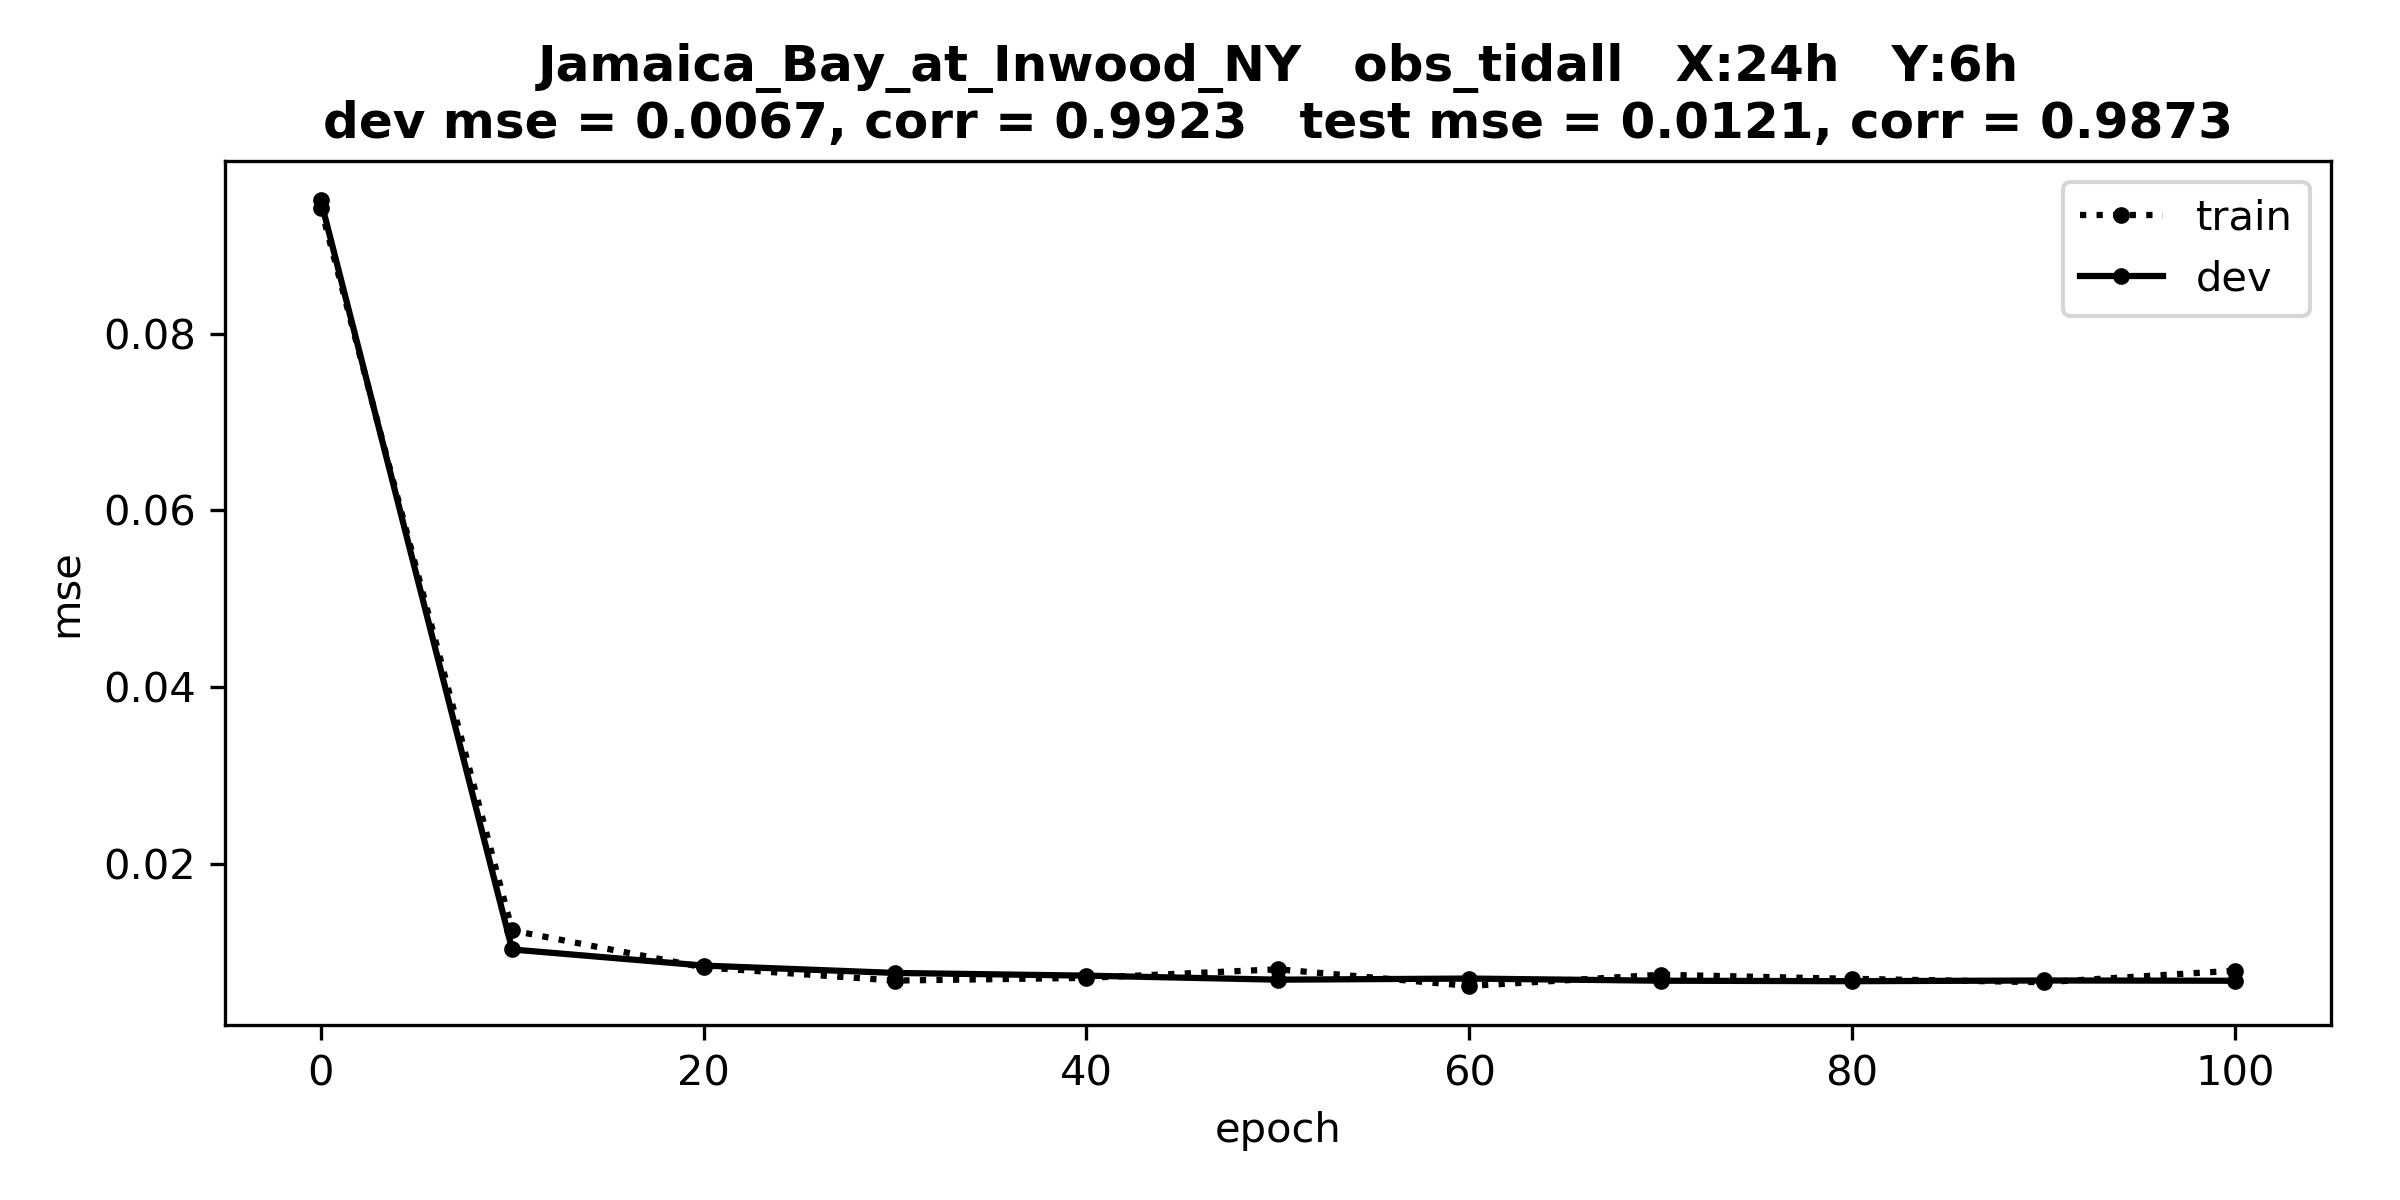 Jamaica_Bay_at_Inwood_NY   obs_tidall   X:24h   Y:6h
dev mse = 0.0067, corr = 0.9923   test mse = 0.0121, corr = 0.9873
train
dev
0.08
0.06
0.04
0.02
mse
0 20 40 60 80 100
epoch